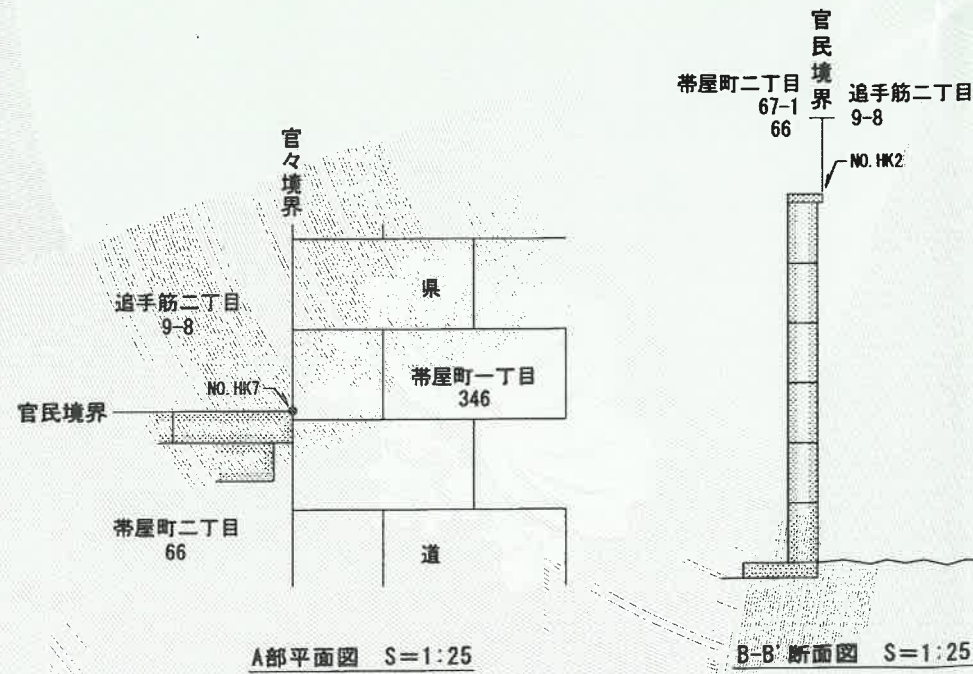 官々境界
追手筋二丁目
9-8
NO. HK7
官民境界
帯屋町二丁目
66
県
帯屋町一丁目
346
道
A部平面図 S=1:25
官民境界
帯屋町二丁目
67-1
66
追手筋二丁目
9-8
NO. HK2
B-B' 断面図 S=1:25